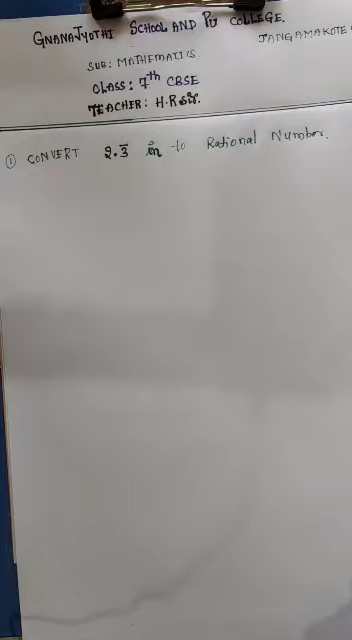 GNANAJYOTHI SCHOOL AND PU COLLEGE.
JANGAMAKOTE
SUB: MATHEMATICS
CLASS: 7th CBSE
TEACHER: H.R ಸರ್.
① CONVERT 2.3̅ in to Rational Number.